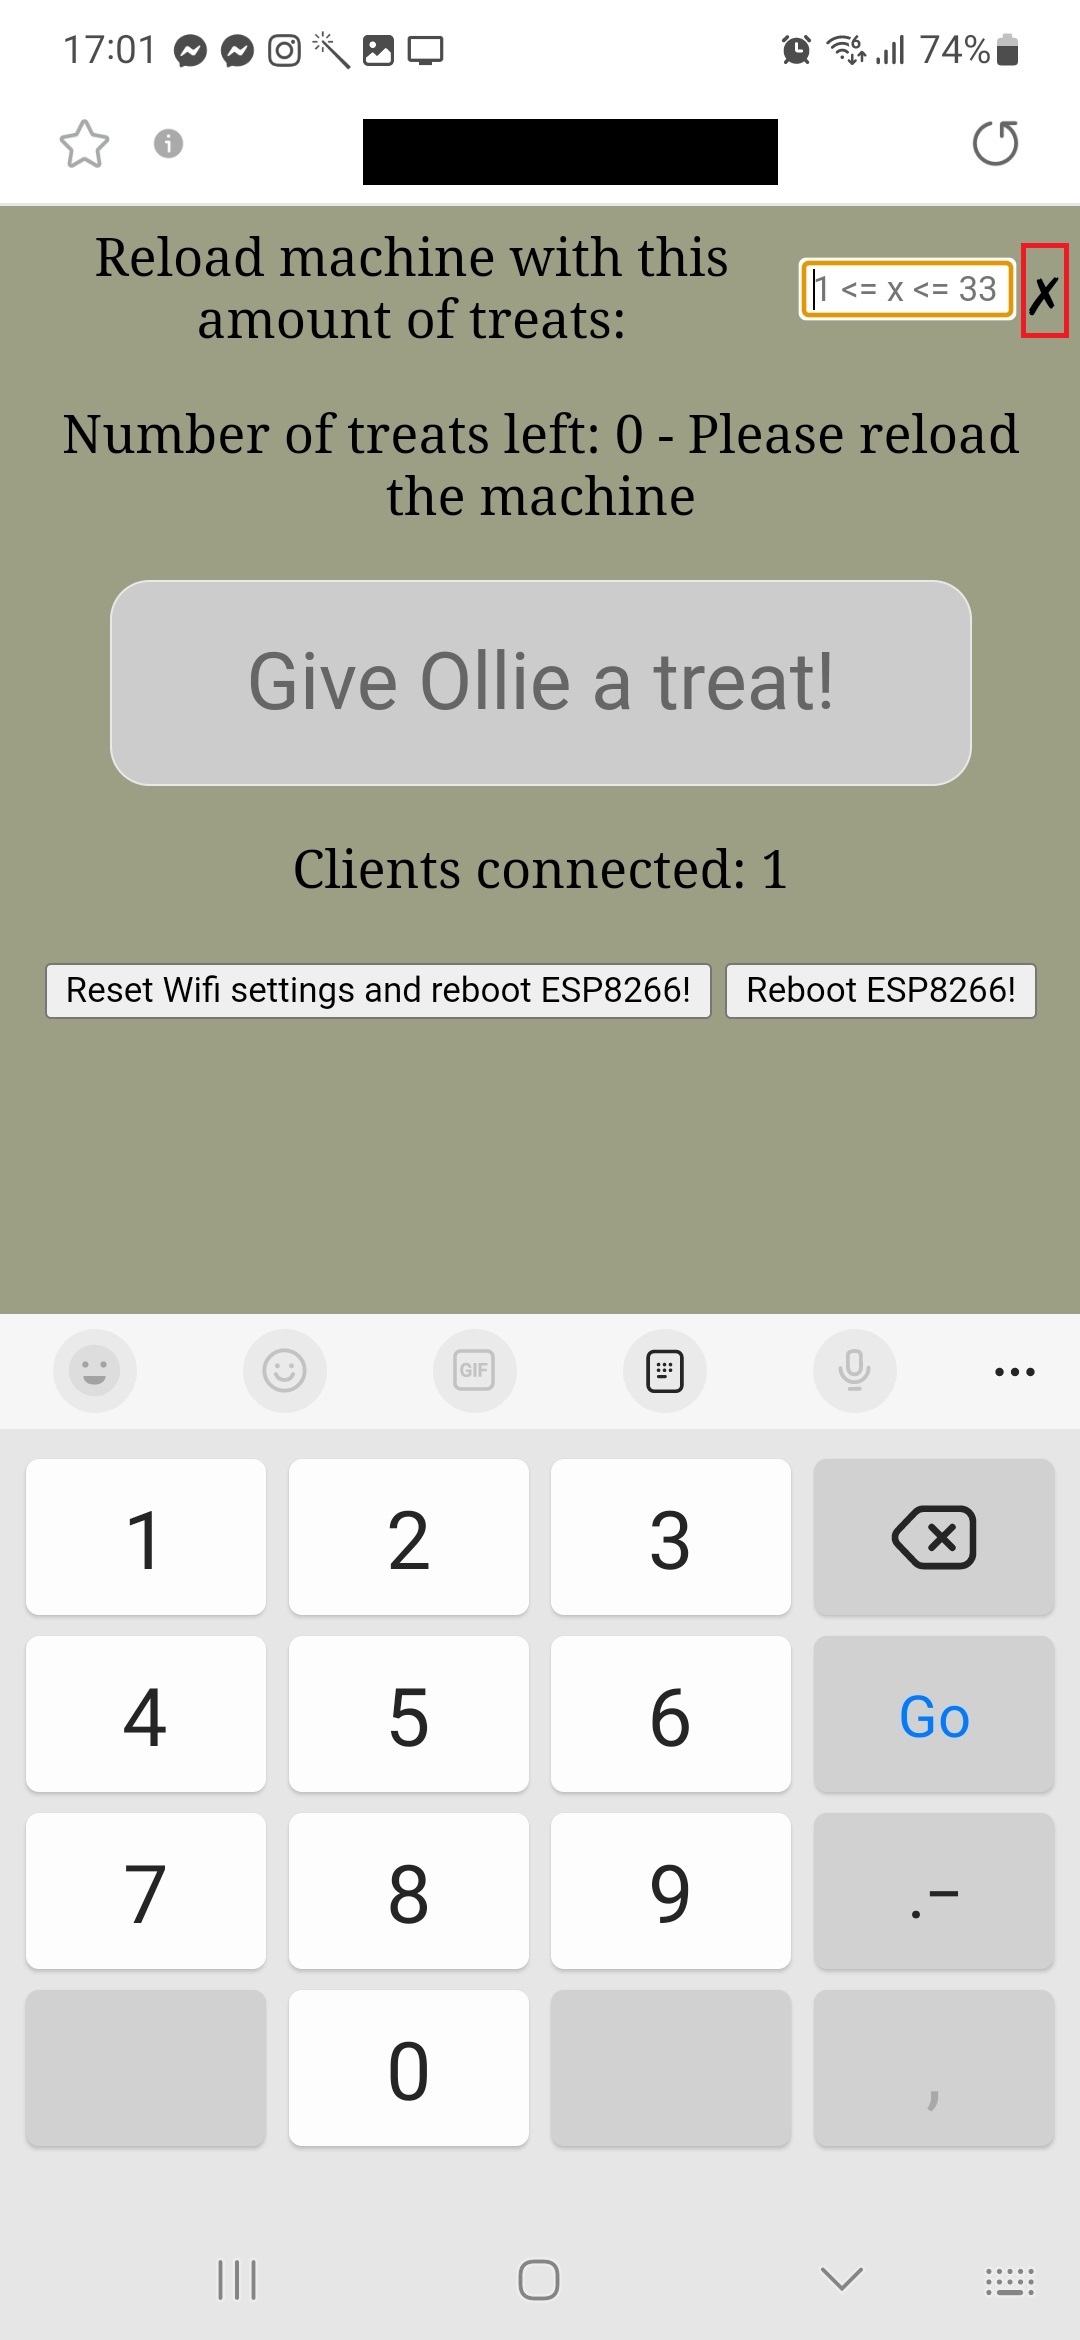 17:01 74%
Reload machine with this
amount of treats:
1 <= x <= 33 ✗
Number of treats left: 0 - Please reload
the machine
Give Ollie a treat!
Clients connected: 1
Reset Wifi settings and reboot ESP8266! Reboot ESP8266!
GIF
1 2 3
4 5 6 Go
7 8 9 .-
0 ,